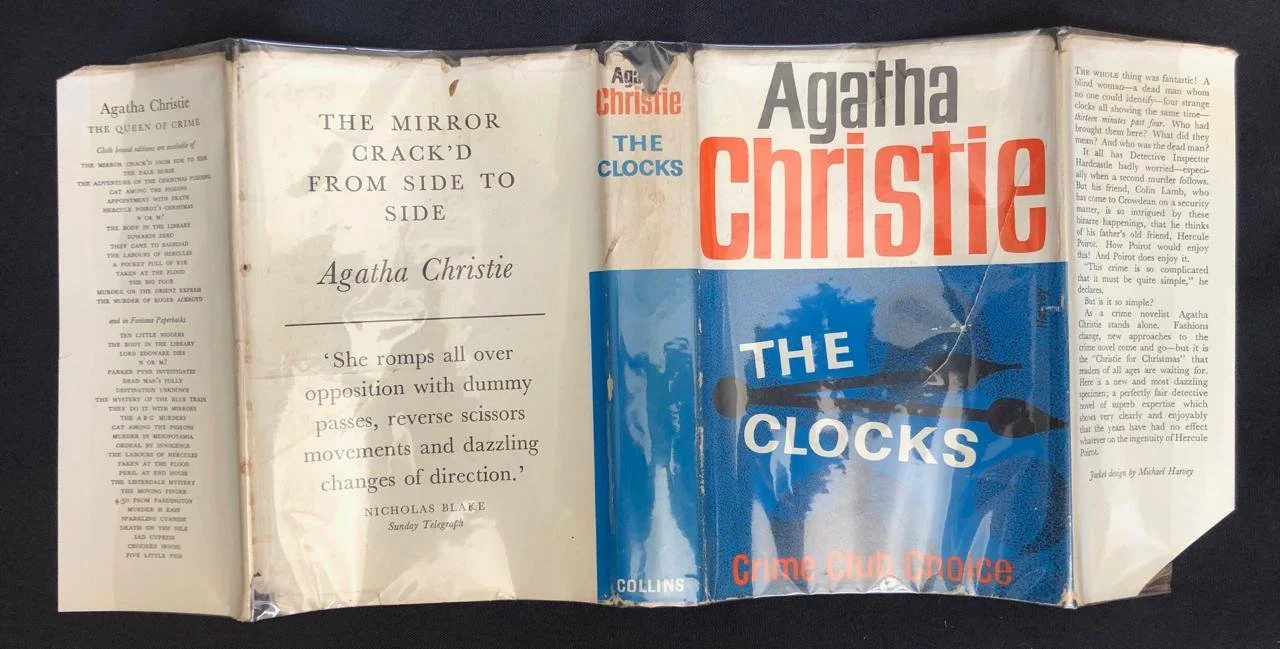 Agatha Christie
THE QUEEN OF CRIME
Cloth bound editions are available of
THE MIRROR CRACK'D FROM SIDE TO SIDE
THE PALE HORSE
THE ADVENTURE OF THE CHRISTMAS PUDDING
CAT AMONG THE PIGEONS
APPOINTMENT WITH DEATH
HERCULE POIROT'S CHRISTMAS
N OR M?
THE BODY IN THE LIBRARY
TOWARDS ZERO
THEY CAME TO BAGHDAD
THE LABOURS OF HERCULES
A POCKET FULL OF RYE
TAKEN AT THE FLOOD
THE BIG FOUR
MURDER ON THE ORIENT EXPRESS
THE MURDER OF ROGER ACKROYD
and in Fontana Paperbacks
TEN LITTLE NIGGERS
THE BODY IN THE LIBRARY
LORD EDGWARE DIES
N OR M?
PARKER PYNE INVESTIGATES
DEAD MAN'S FOLLY
DESTINATION UNKNOWN
THE MYSTERY OF THE BLUE TRAIN
THEY DO IT WITH MIRRORS
THE A B C MURDERS
CAT AMONG THE PIGEONS
MURDER IN MESOPOTAMIA
ORDEAL BY INNOCENCE
THE LABOURS OF HERCULES
TAKEN AT THE FLOOD
PERIL AT END HOUSE
THE LISTERDALE MYSTERY
THE MOVING FINGER
4.50 FROM PADDINGTON
MURDER IS EASY
SPARKLING CYANIDE
DEATH ON THE NILE
SAD CYPRESS
CROOKED HOUSE
FIVE LITTLE PIGS
THE MIRROR
CRACK'D
FROM SIDE TO
SIDE
Agatha Christie
'She romps all over
opposition with dummy
passes, reverse scissors
movements and dazzling
changes of direction.'
NICHOLAS BLAKE
Sunday Telegraph
Aga
Christie
THE
CLOCKS
COLLINS
Agatha
Christie
THE
CLOCKS
Harvey
Crime Club Choice
THE WHOLE thing was fantastic! A
blind woman—a dead man whom
no one could identify—four strange
clocks all showing the same time—
thirteen minutes past four. Who had
brought them here? What did they
mean? And who was the dead man?
It all has Detective Inspector
Hardcastle badly worried—especi-
ally when a second murder follows.
But his friend, Colin Lamb, who
has come to Crowdean on a security
matter, is so intrigued by these
bizarre happenings, that he thinks
of his father's old friend, Hercule
Poirot. How Poirot would enjoy
this! And Poirot does enjoy it.
"This crime is so complicated
that it must be quite simple," he
declares.
But is it so simple?
As a crime novelist Agatha
Christie stands alone. Fashions
change, new approaches to the
crime novel come and go—but it is
the "Christie for Christmas" that
readers of all ages are waiting for.
Here is a new and most dazzling
specimen; a perfectly fair detective
novel of superb expertise which
shows very clearly and enjoyably
that the years have had no effect
whatever on the ingenuity of Hercule
Poirot.
Jacket design by Michael Harvey